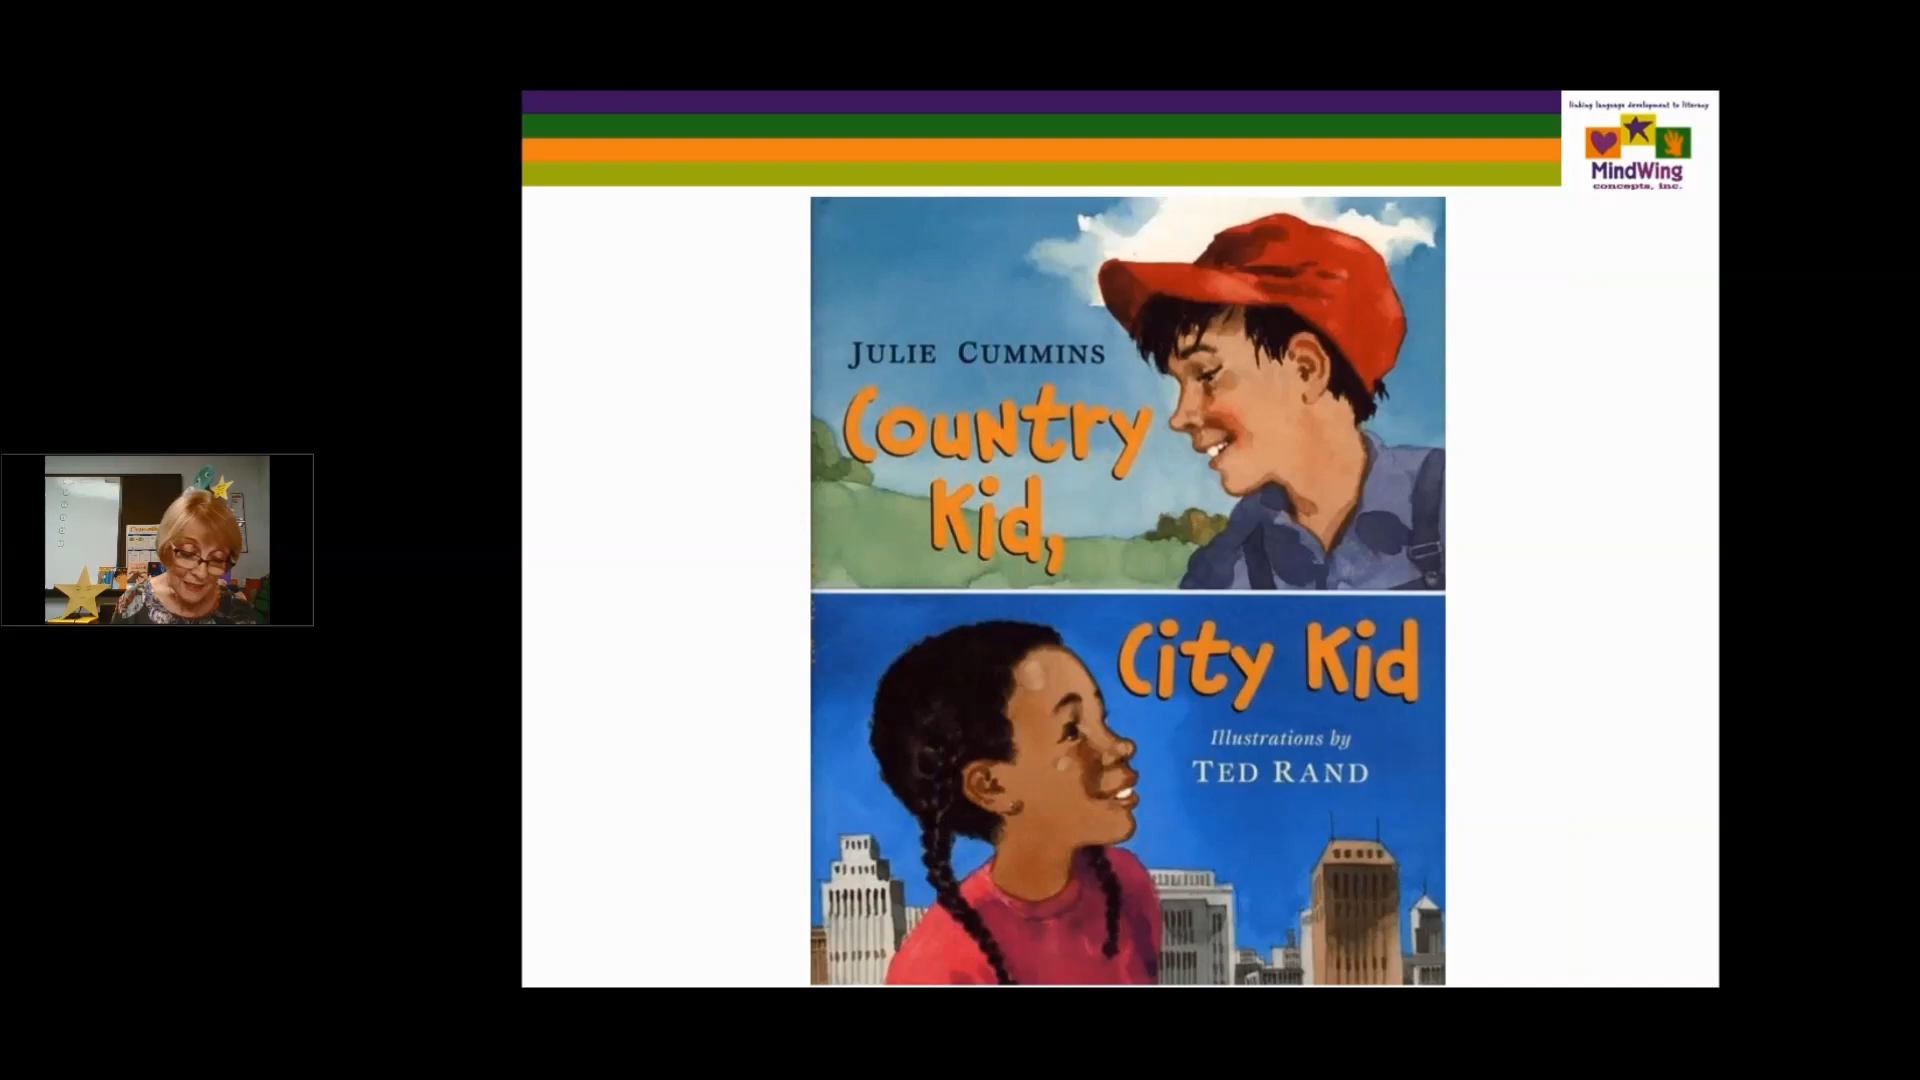 linking language development to literacy
MindWing
concepts, inc.
JULIE CUMMINS
Country
Kid,
City Kid
Illustrations by
TED RAND